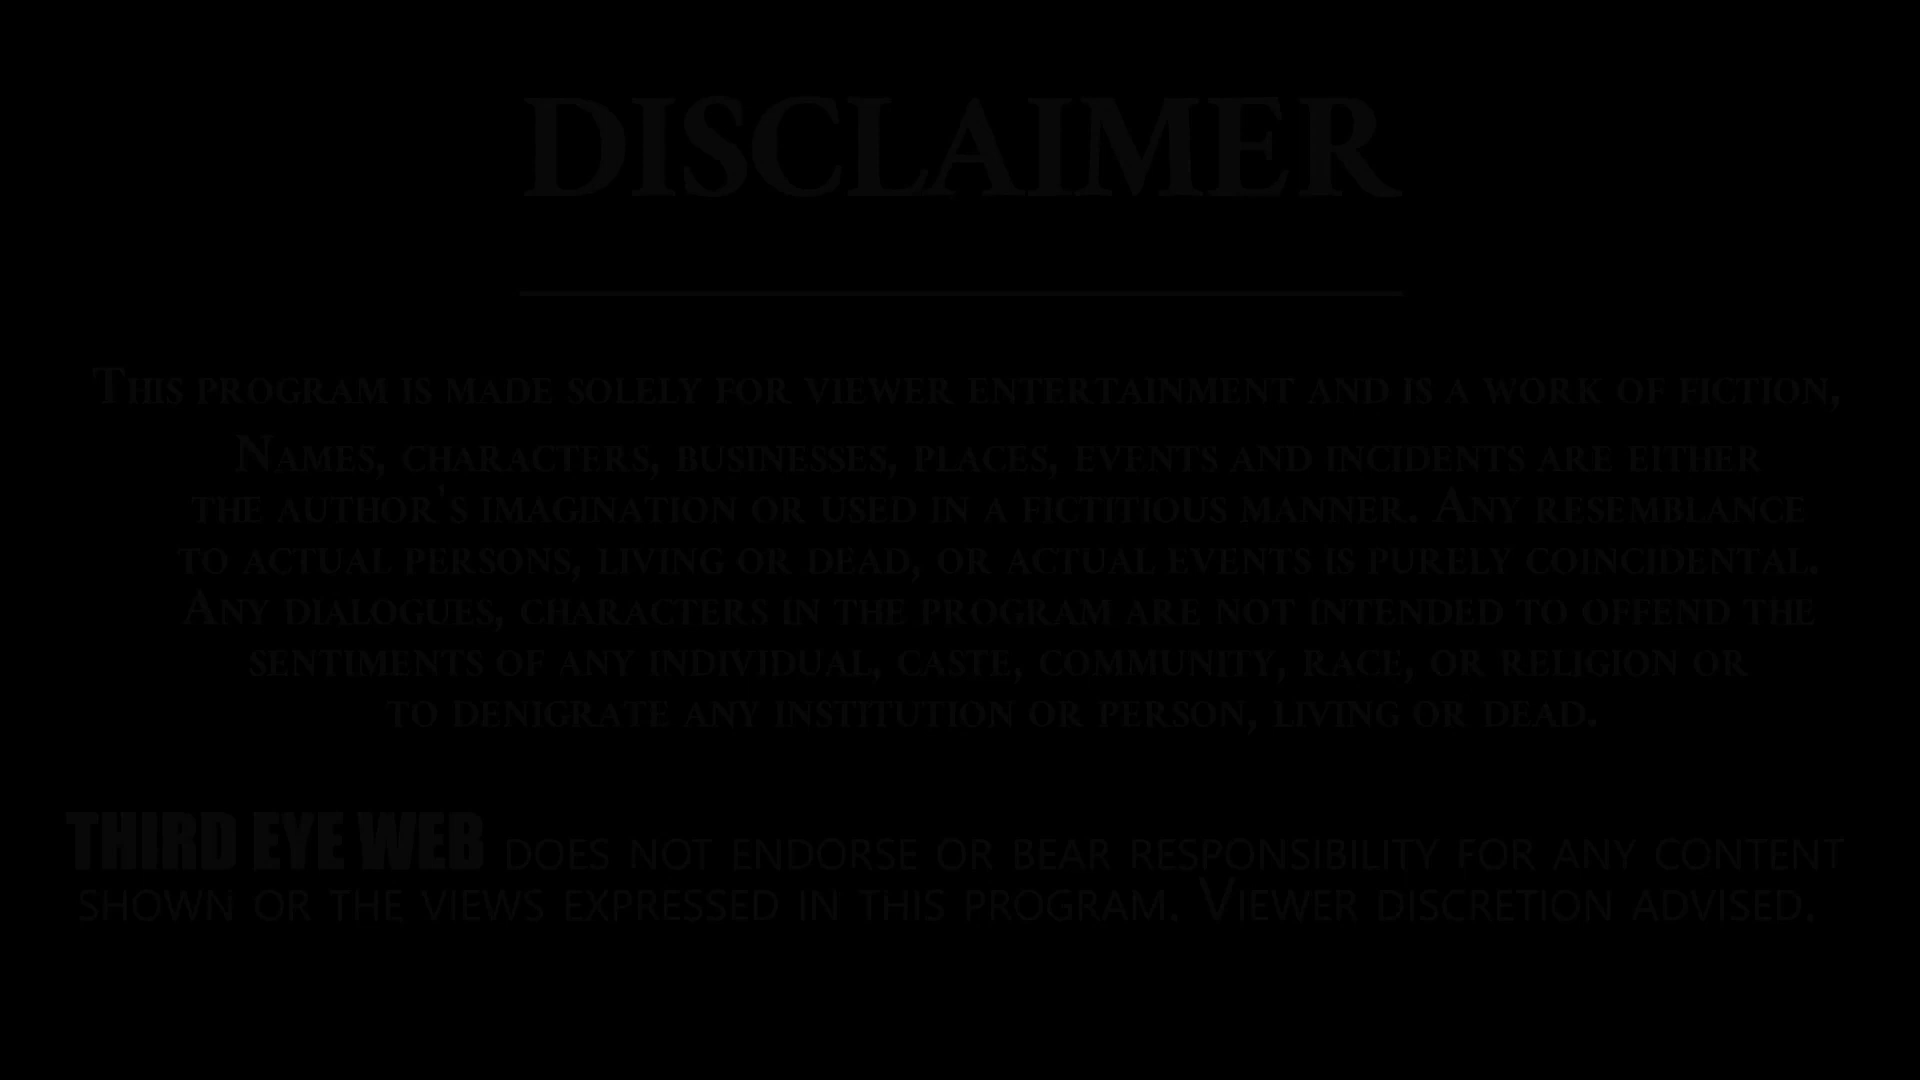 DISCLAIMER
THIS PROGRAM IS MADE SOLELY FOR VIEWER ENTERTAINMENT AND IS A WORK OF FICTION,
NAMES, CHARACTERS, BUSINESSES, PLACES, EVENTS AND INCIDENTS ARE EITHER
THE AUTHOR'S IMAGINATION OR USED IN A FICTITIOUS MANNER. ANY RESEMBLANCE
TO ACTUAL PERSONS, LIVING OR DEAD, OR ACTUAL EVENTS IS PURELY COINCIDENTAL.
ANY DIALOGUES, CHARACTERS IN THE PROGRAM ARE NOT INTENDED TO OFFEND THE
SENTIMENTS OF ANY INDIVIDUAL, CASTE, COMMUNITY, RACE, OR RELIGION OR
TO DENIGRATE ANY INSTITUTION OR PERSON, LIVING OR DEAD.
THIRD EYE WEB DOES NOT ENDORSE OR BEAR RESPONSIBILITY FOR ANY CONTENT
SHOWN OR THE VIEWS EXPRESSED IN THIS PROGRAM. VIEWER DISCRETION ADVISED.